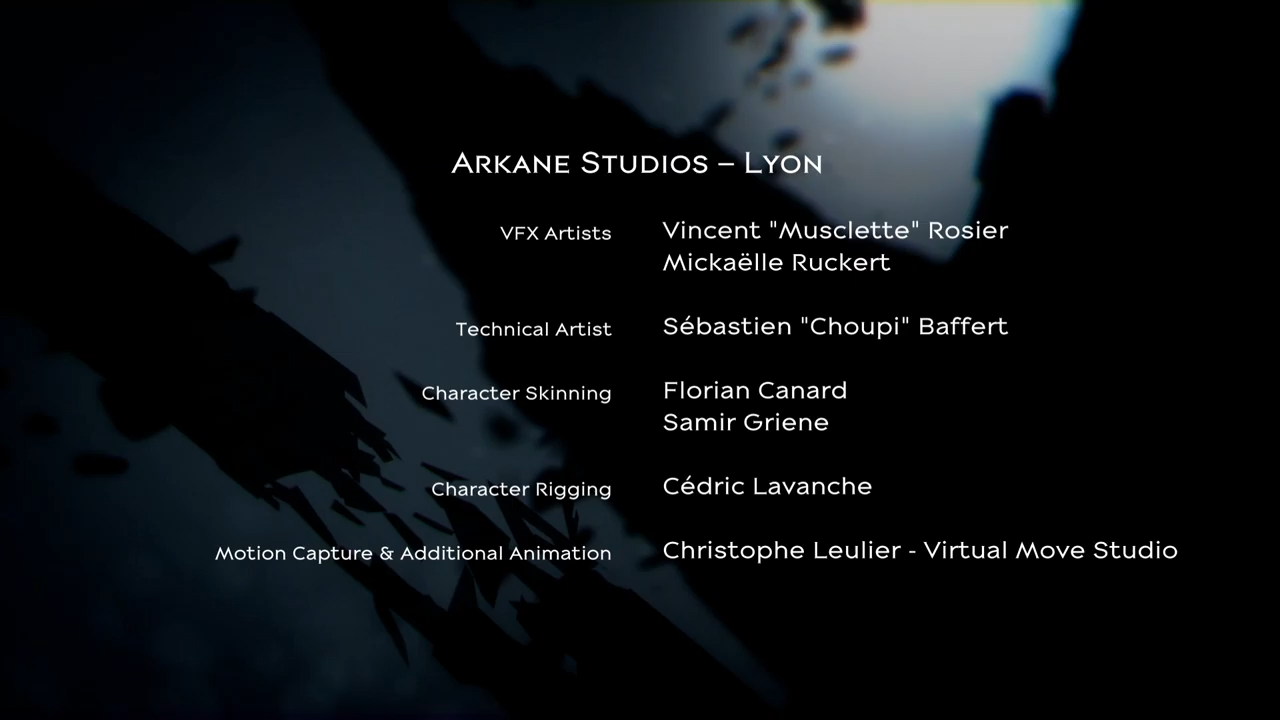 Arkane Studios – Lyon
VFX Artists Vincent "Musclette" Rosier
Mickaëlle Ruckert
Technical Artist Sébastien "Choupi" Baffert
Character Skinning Florian Canard
Samir Griene
Character Rigging Cédric Lavanche
Motion Capture & Additional Animation Christophe Leulier - Virtual Move Studio